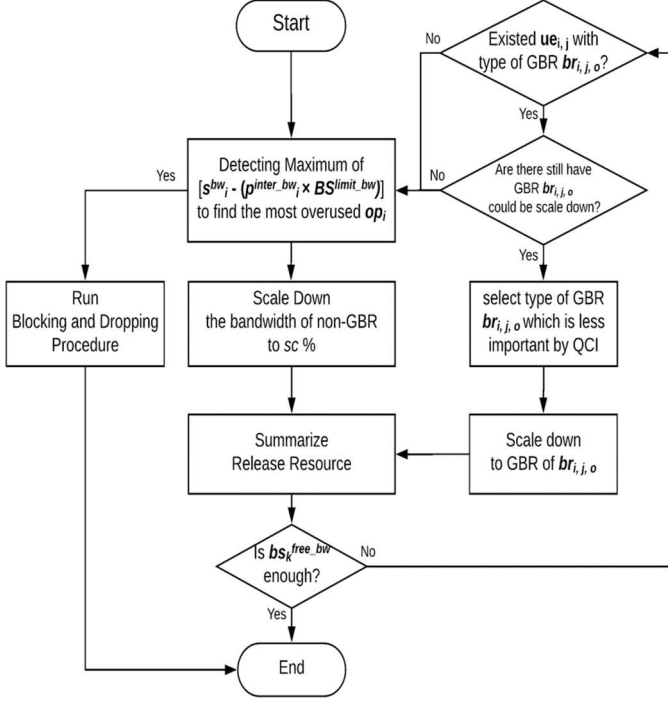 Start
No
Existed ue_i, j with
type of GBR br_i, j, o?
Yes
Yes
Detecting Maximum of
[s^bw_i - (p^inter_bw_i × BS^limit_bw)]
to find the most overused op_i
No
Are there still have
GBR br_i, j, o
could be scale down?
Yes
Run
Blocking and Dropping
Procedure
Scale Down
the bandwidth of non-GBR
to sc %
select type of GBR
br_i, j, o which is less
important by QCI
Summarize
Release Resource
Scale down
to GBR of br_i, j, o
Is bs_k^free_bw
enough?
No
Yes
End